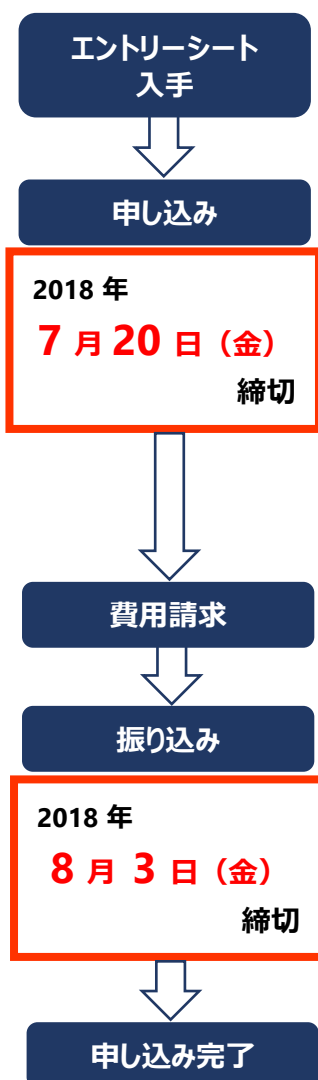 エントリーシート
入手
申し込み
2018 年
7 月 20 日（金）
締切
費用請求
振り込み
2018 年
8 月 3 日（金）
締切
申し込み完了